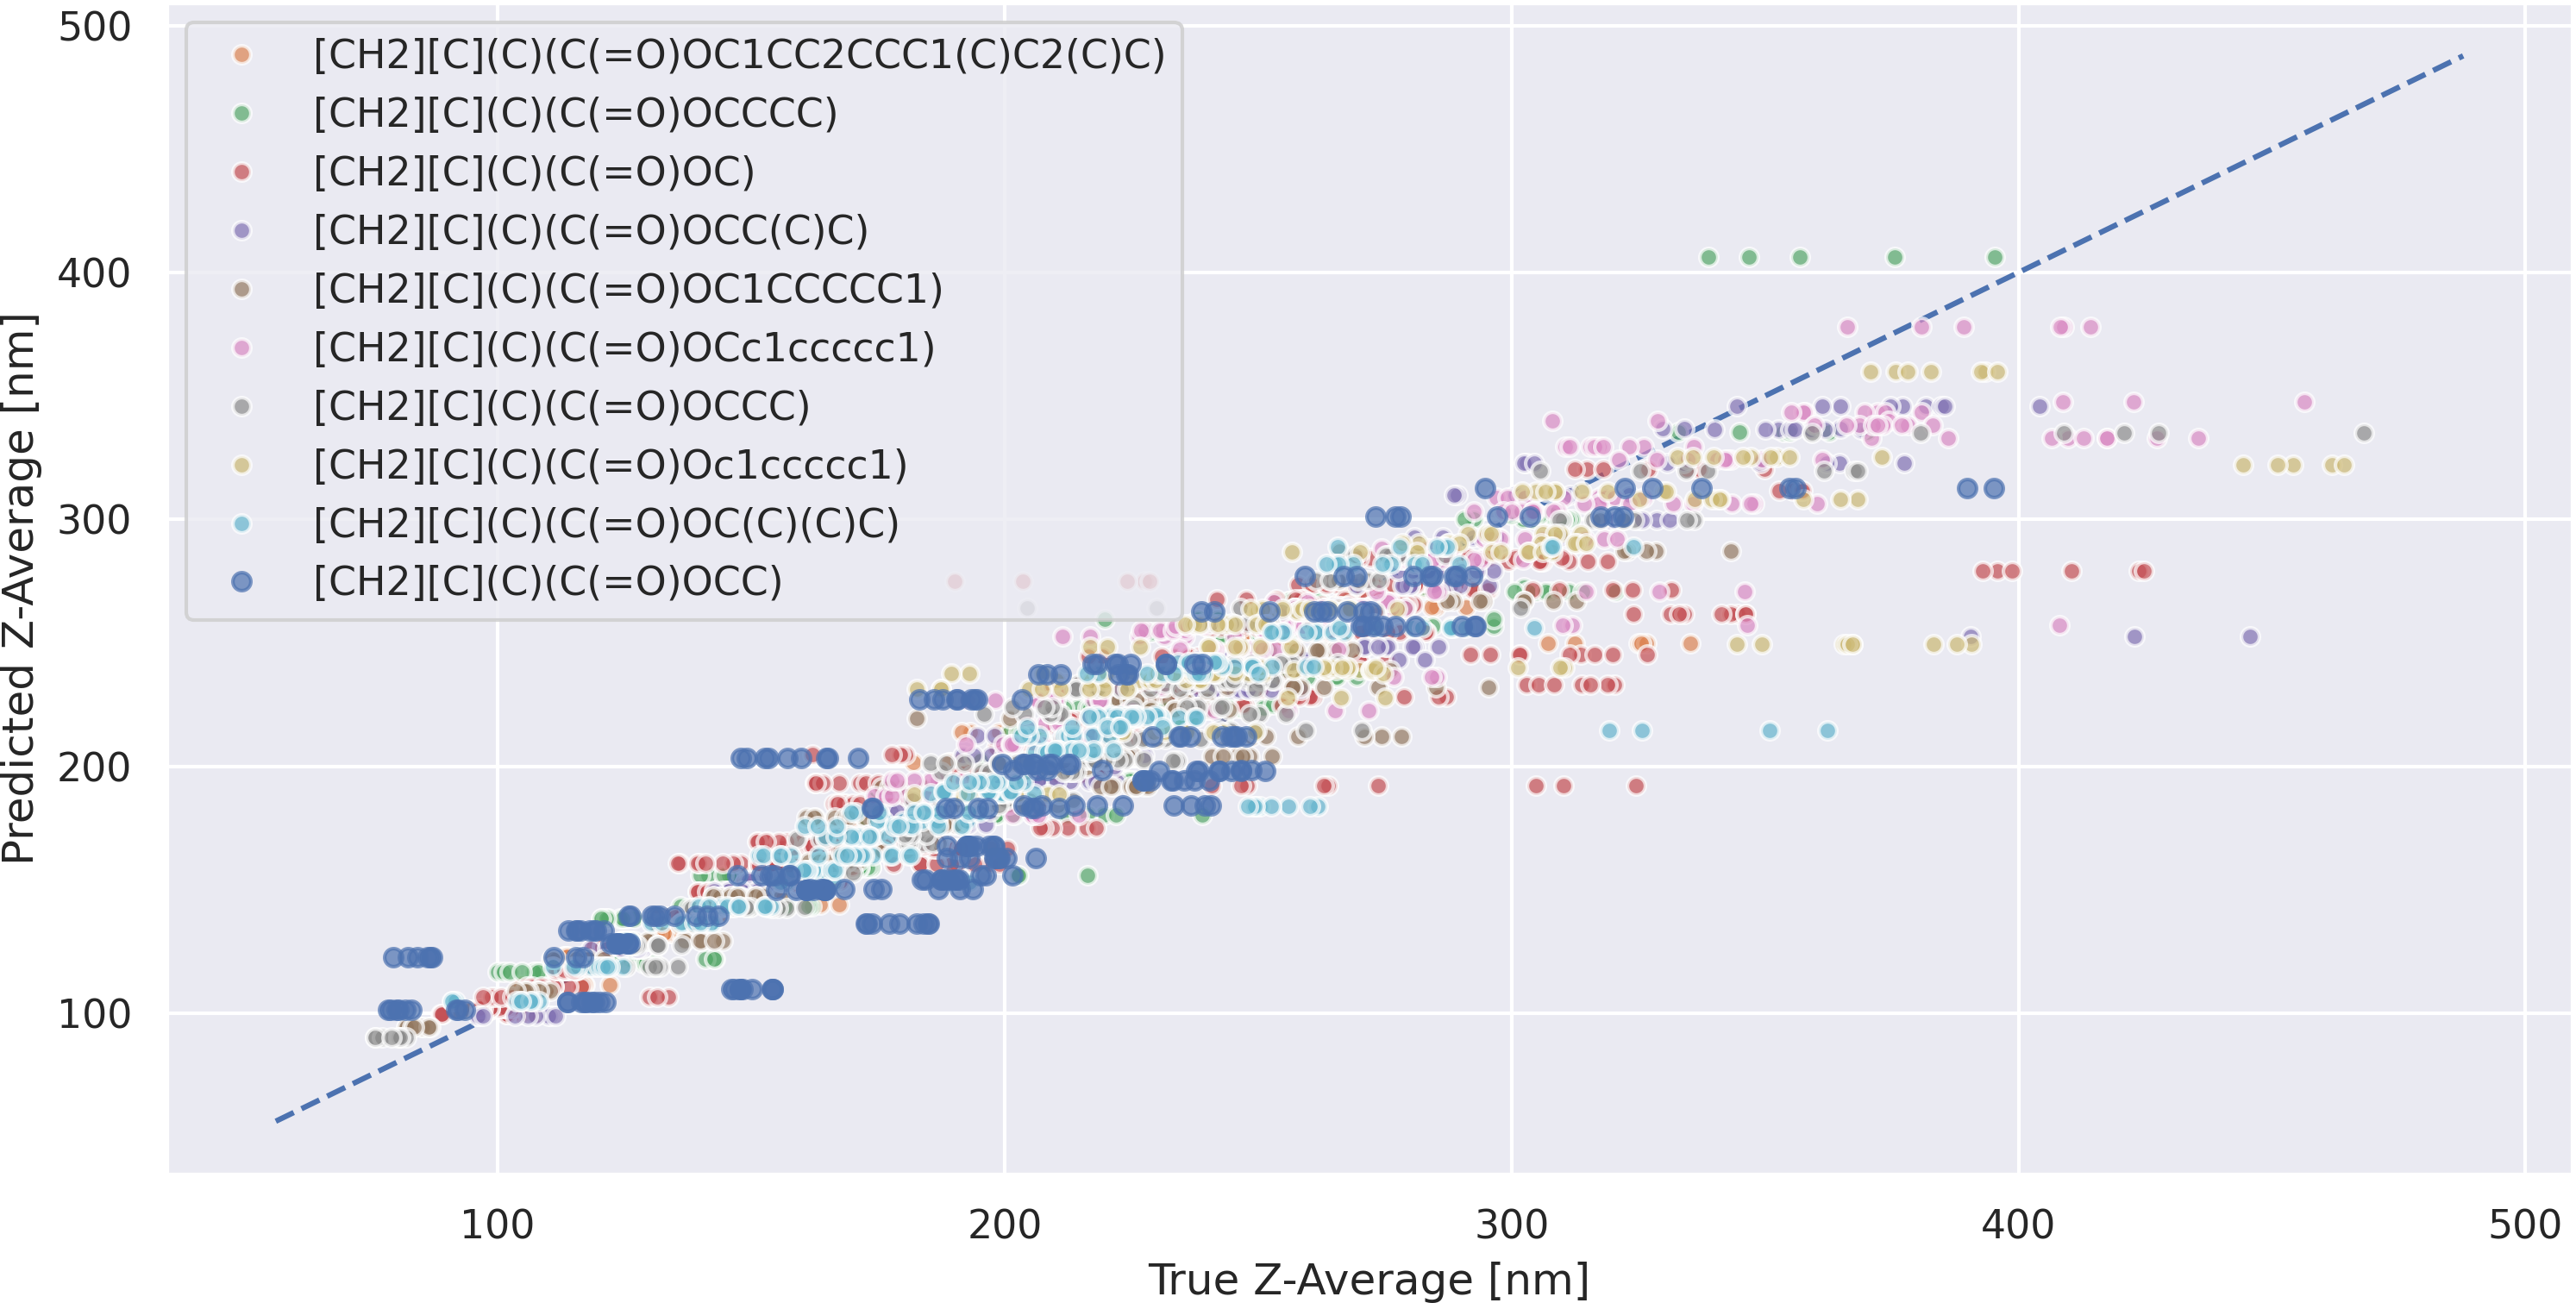 500
400
300
200
100
Predicted Z-Average [nm]
[CH2][C](C)(C(=O)OC1CC2CCC1(C)C2(C)C)
[CH2][C](C)(C(=O)OCCCC)
[CH2][C](C)(C(=O)OC)
[CH2][C](C)(C(=O)OCC(C)C)
[CH2][C](C)(C(=O)OC1CCCCC1)
[CH2][C](C)(C(=O)OCc1ccccc1)
[CH2][C](C)(C(=O)OCCC)
[CH2][C](C)(C(=O)Oc1ccccc1)
[CH2][C](C)(C(=O)OC(C)(C)C)
[CH2][C](C)(C(=O)OCC)
100 200 300 400 500
True Z-Average [nm]